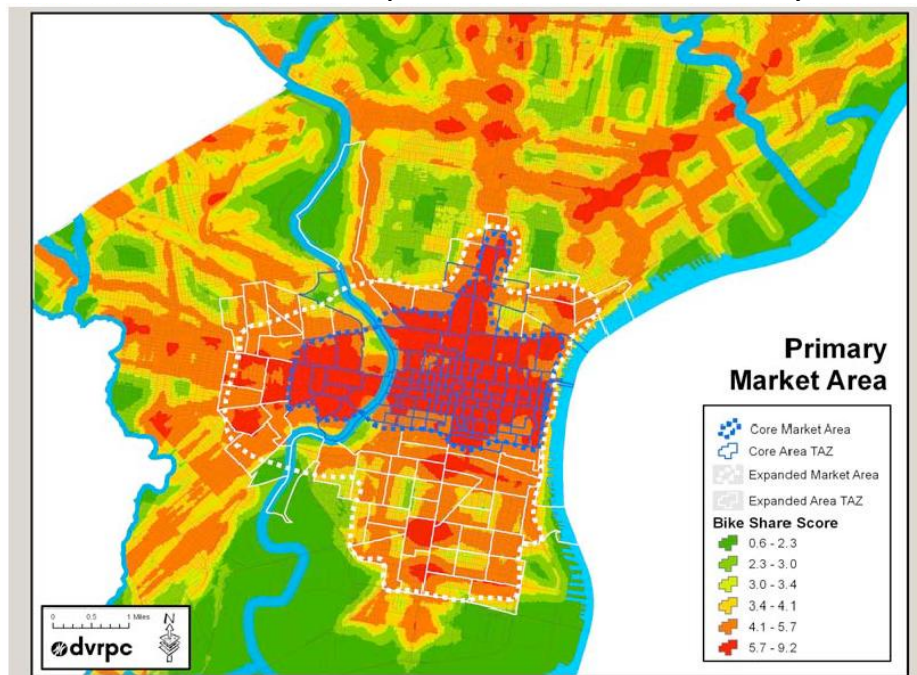 Primary
Market Area
Core Market Area
Core Area TAZ
Expanded Market Area
Expanded Area TAZ
Bike Share Score
0.6 - 2.3
2.3 - 3.0
3.0 - 3.4
3.4 - 4.1
4.1 - 5.7
5.7 - 9.2
0 0.5 1 Miles
N
dvrpc